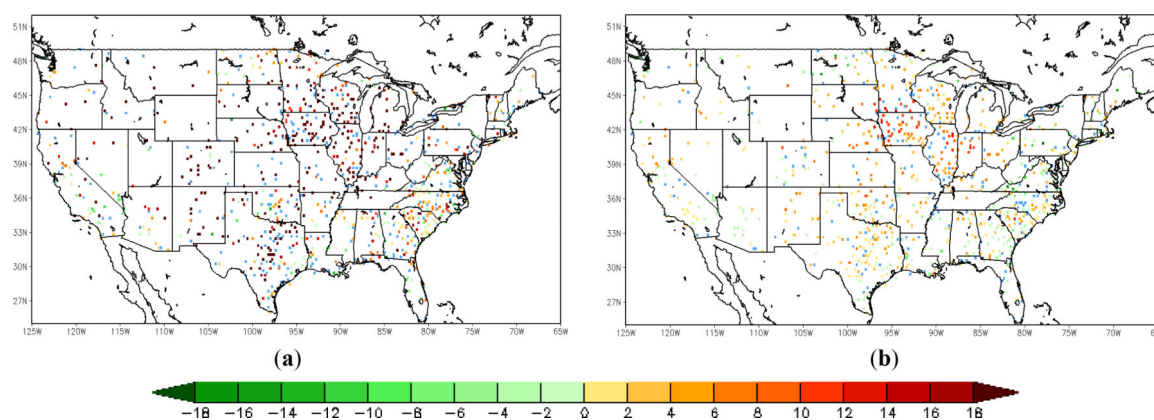 51N 51N
48N 48N
45N 45N
42N 42N
39N 39N
36N 36N
33N 33N
30N 30N
27N 27N
125W 120W 115W 110W 105W 100W 95W 90W 85W 80W 75W 70W 65W 125W 120W 115W 110W 105W 100W 95W 90W 85W 80W 75W 70W 65W
(a) (b)
-18 -16 -14 -12 -10 -8 -6 -4 -2 0 2 4 6 8 10 12 14 16 18